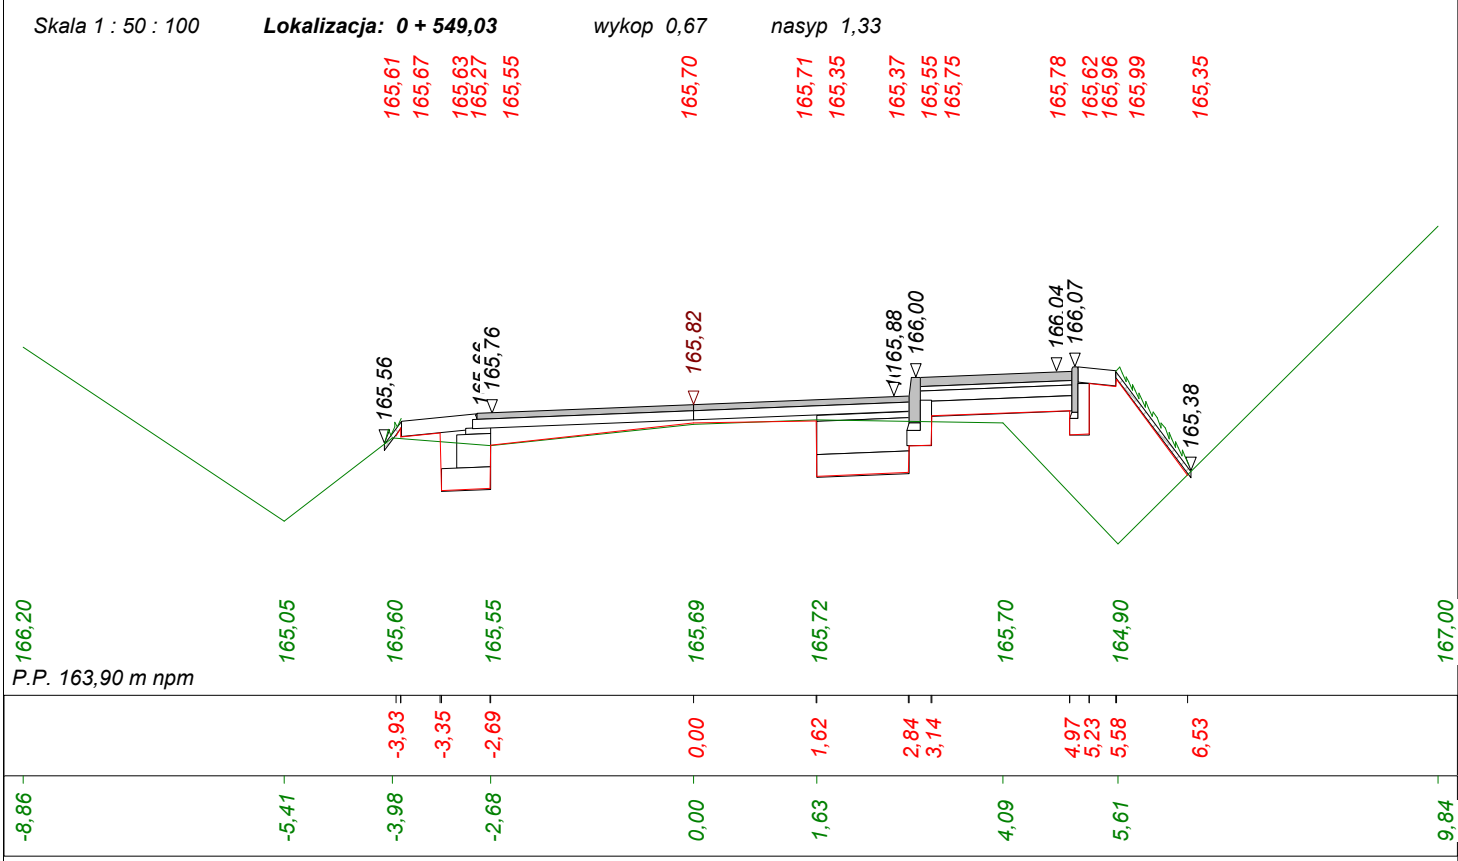 Skala 1 : 50 : 100 Lokalizacja: 0 + 549,03 wykop 0,67 nasyp 1,33
165,61 165,67 165,63 165,27 165,55 165,70 165,71 165,35 165,37 165,55 165,75 165,78 165,62 165,96 165,99 165,35
165,56 165,76 165,82 165,88 166,00 166,04 166,07 165,38
166,20 165,05 165,60 165,55 165,69 165,72 165,70 164,90 167,00
P.P. 163,90 m npm
-3,93 -3,35 -2,69 0,00 1,62 2,84 3,14 4,97 5,23 5,58 6,53
-8,86 -5,41 -3,98 -2,68 0,00 1,63 4,09 5,61 9,84